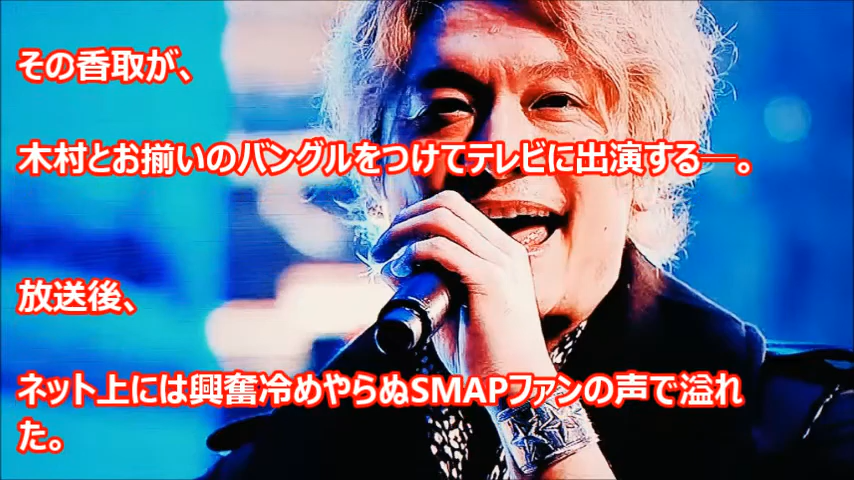 その香取が、
木村とお揃いのバングルをつけてテレビに出演する―。
放送後、
ネット上には興奮冷めやらぬSMAPファンの声で溢れ
た。